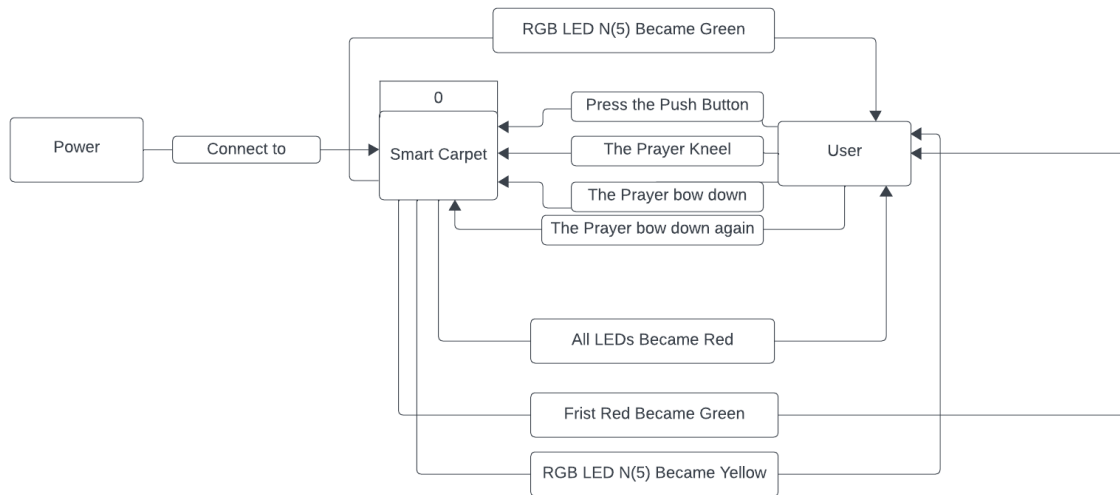 RGB LED N(5) Became Green
0
Press the Push Button
Power
Connect to
Smart Carpet
The Prayer Kneel
User
The Prayer bow down
The Prayer bow down again
All LEDs Became Red
Frist Red Became Green
RGB LED N(5) Became Yellow